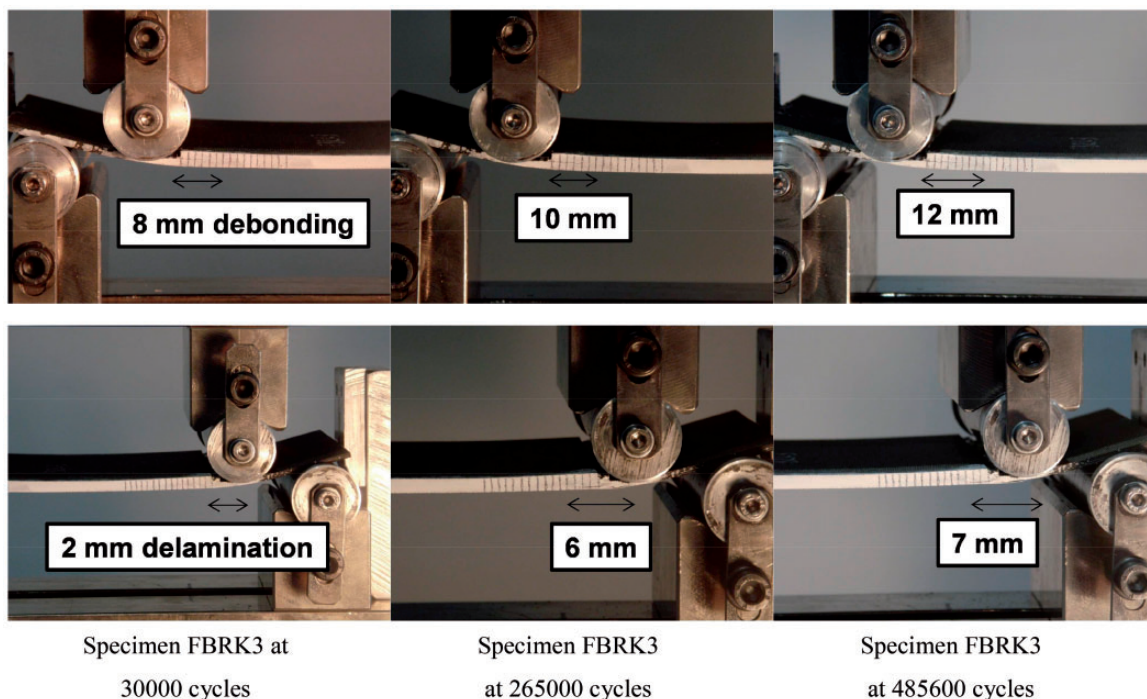 8 mm debonding
10 mm
12 mm
2 mm delamination
6 mm
7 mm
Specimen FBRK3 at
30000 cycles
Specimen FBRK3
at 265000 cycles
Specimen FBRK3
at 485600 cycles